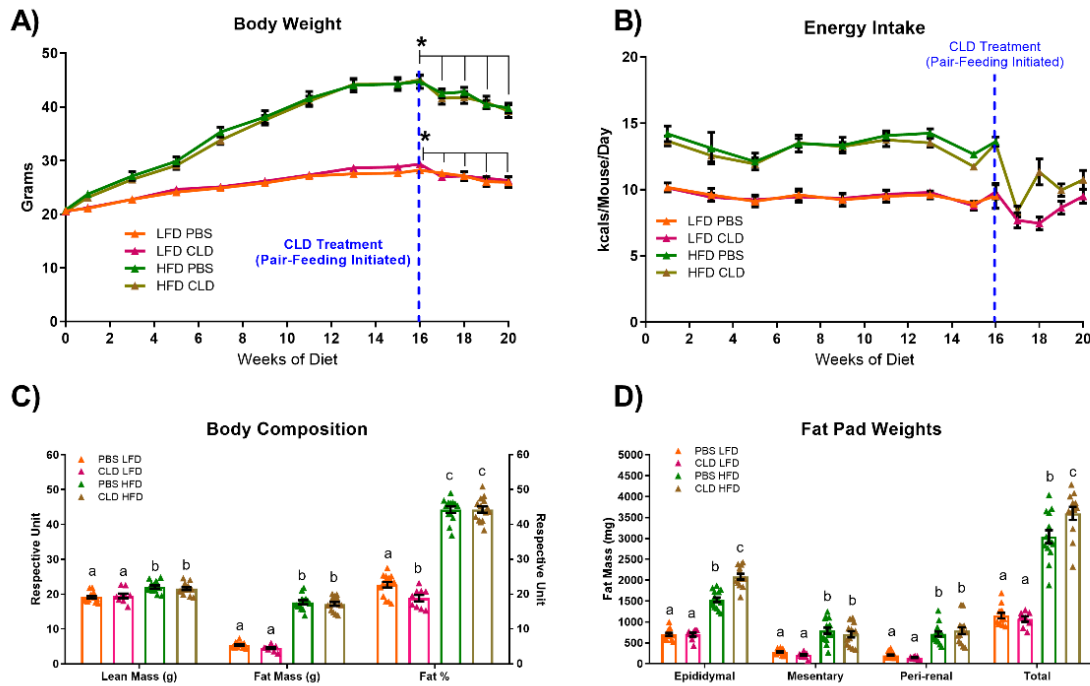 A)
Body Weight
*
*
Grams
50
40
30
20
10
0
LFD PBS
LFD CLD
HFD PBS
HFD CLD
CLD Treatment
(Pair-Feeding Initiated)
0 2 4 6 8 10 12 14 16 18 20
Weeks of Diet
B)
Energy Intake
CLD Treatment
(Pair-Feeding Initiated)
kcals/Mouse/Day
20
15
10
5
0
LFD PBS
LFD CLD
HFD PBS
HFD CLD
0 2 4 6 8 10 12 14 16 18 20
Weeks of Diet
C)
Body Composition
Respective Unit
60
50
40
30
20
10
0
PBS LFD
CLD LFD
PBS HFD
CLD HFD
a a b b
a a b b
a b c c
60
50
40
30
20
10
0
Respective Unit
Lean Mass (g) Fat Mass (g) Fat %
D)
Fat Pad Weights
Fat Mass (mg)
5000
4500
4000
3500
3000
2500
2000
1500
1000
500
0
PBS LFD
CLD LFD
PBS HFD
CLD HFD
a a b c
a a b b
a a b b
a a b c
Epididymal Mesentary Peri-renal Total